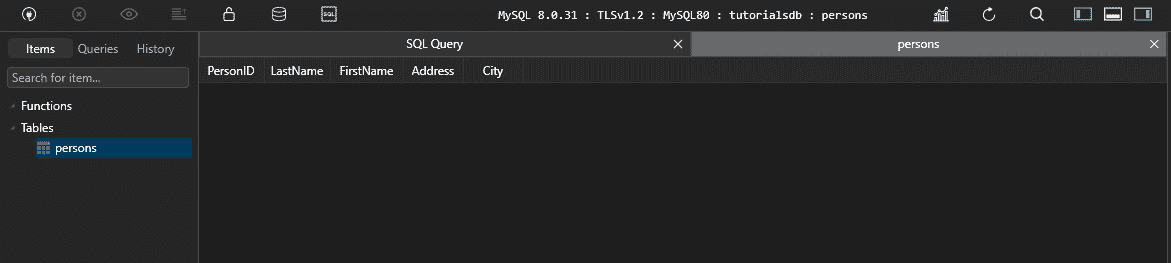 SQL
MySQL 8.0.31 : TLSv1.2 : MySQL80 : tutorialsdb : persons
Items Queries History
SQL Query
persons
Search for item...
PersonID LastName FirstName Address City
Functions
Tables
persons